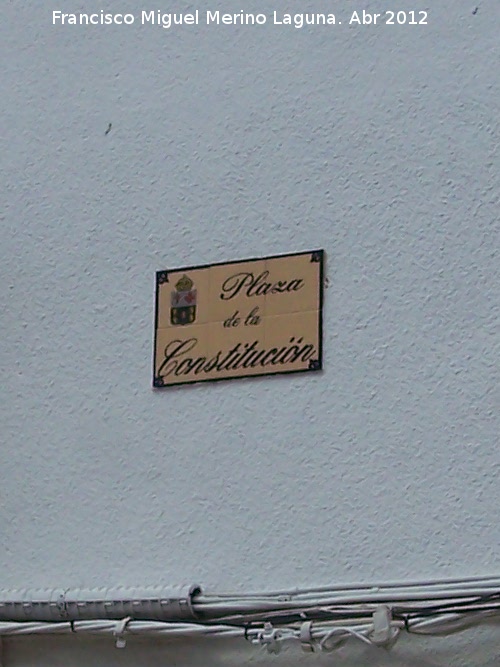 Francisco Miguel Merino Laguna. Abr 2012
Plaza
de la
Constitución